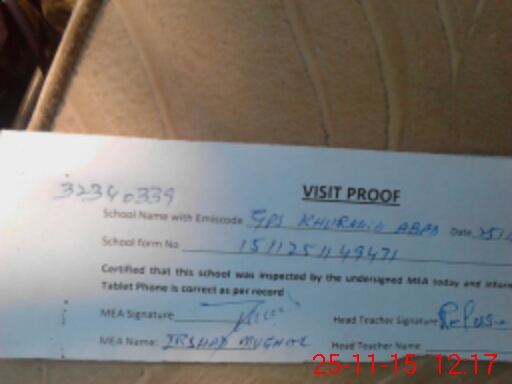 32340339
VISIT PROOF
School Name with Emiscode GPS KHURAM ABAD Date 25/1
School form No 1511251149471
Certified that this school was inspected by the undersigned MEA today and infor
Tablet Phone is correct as per record
MEA Signature
Head Teacher Signature
MEA Name: IRSHAD MUGHAL
Head Teacher Name
25-11-15 12:17